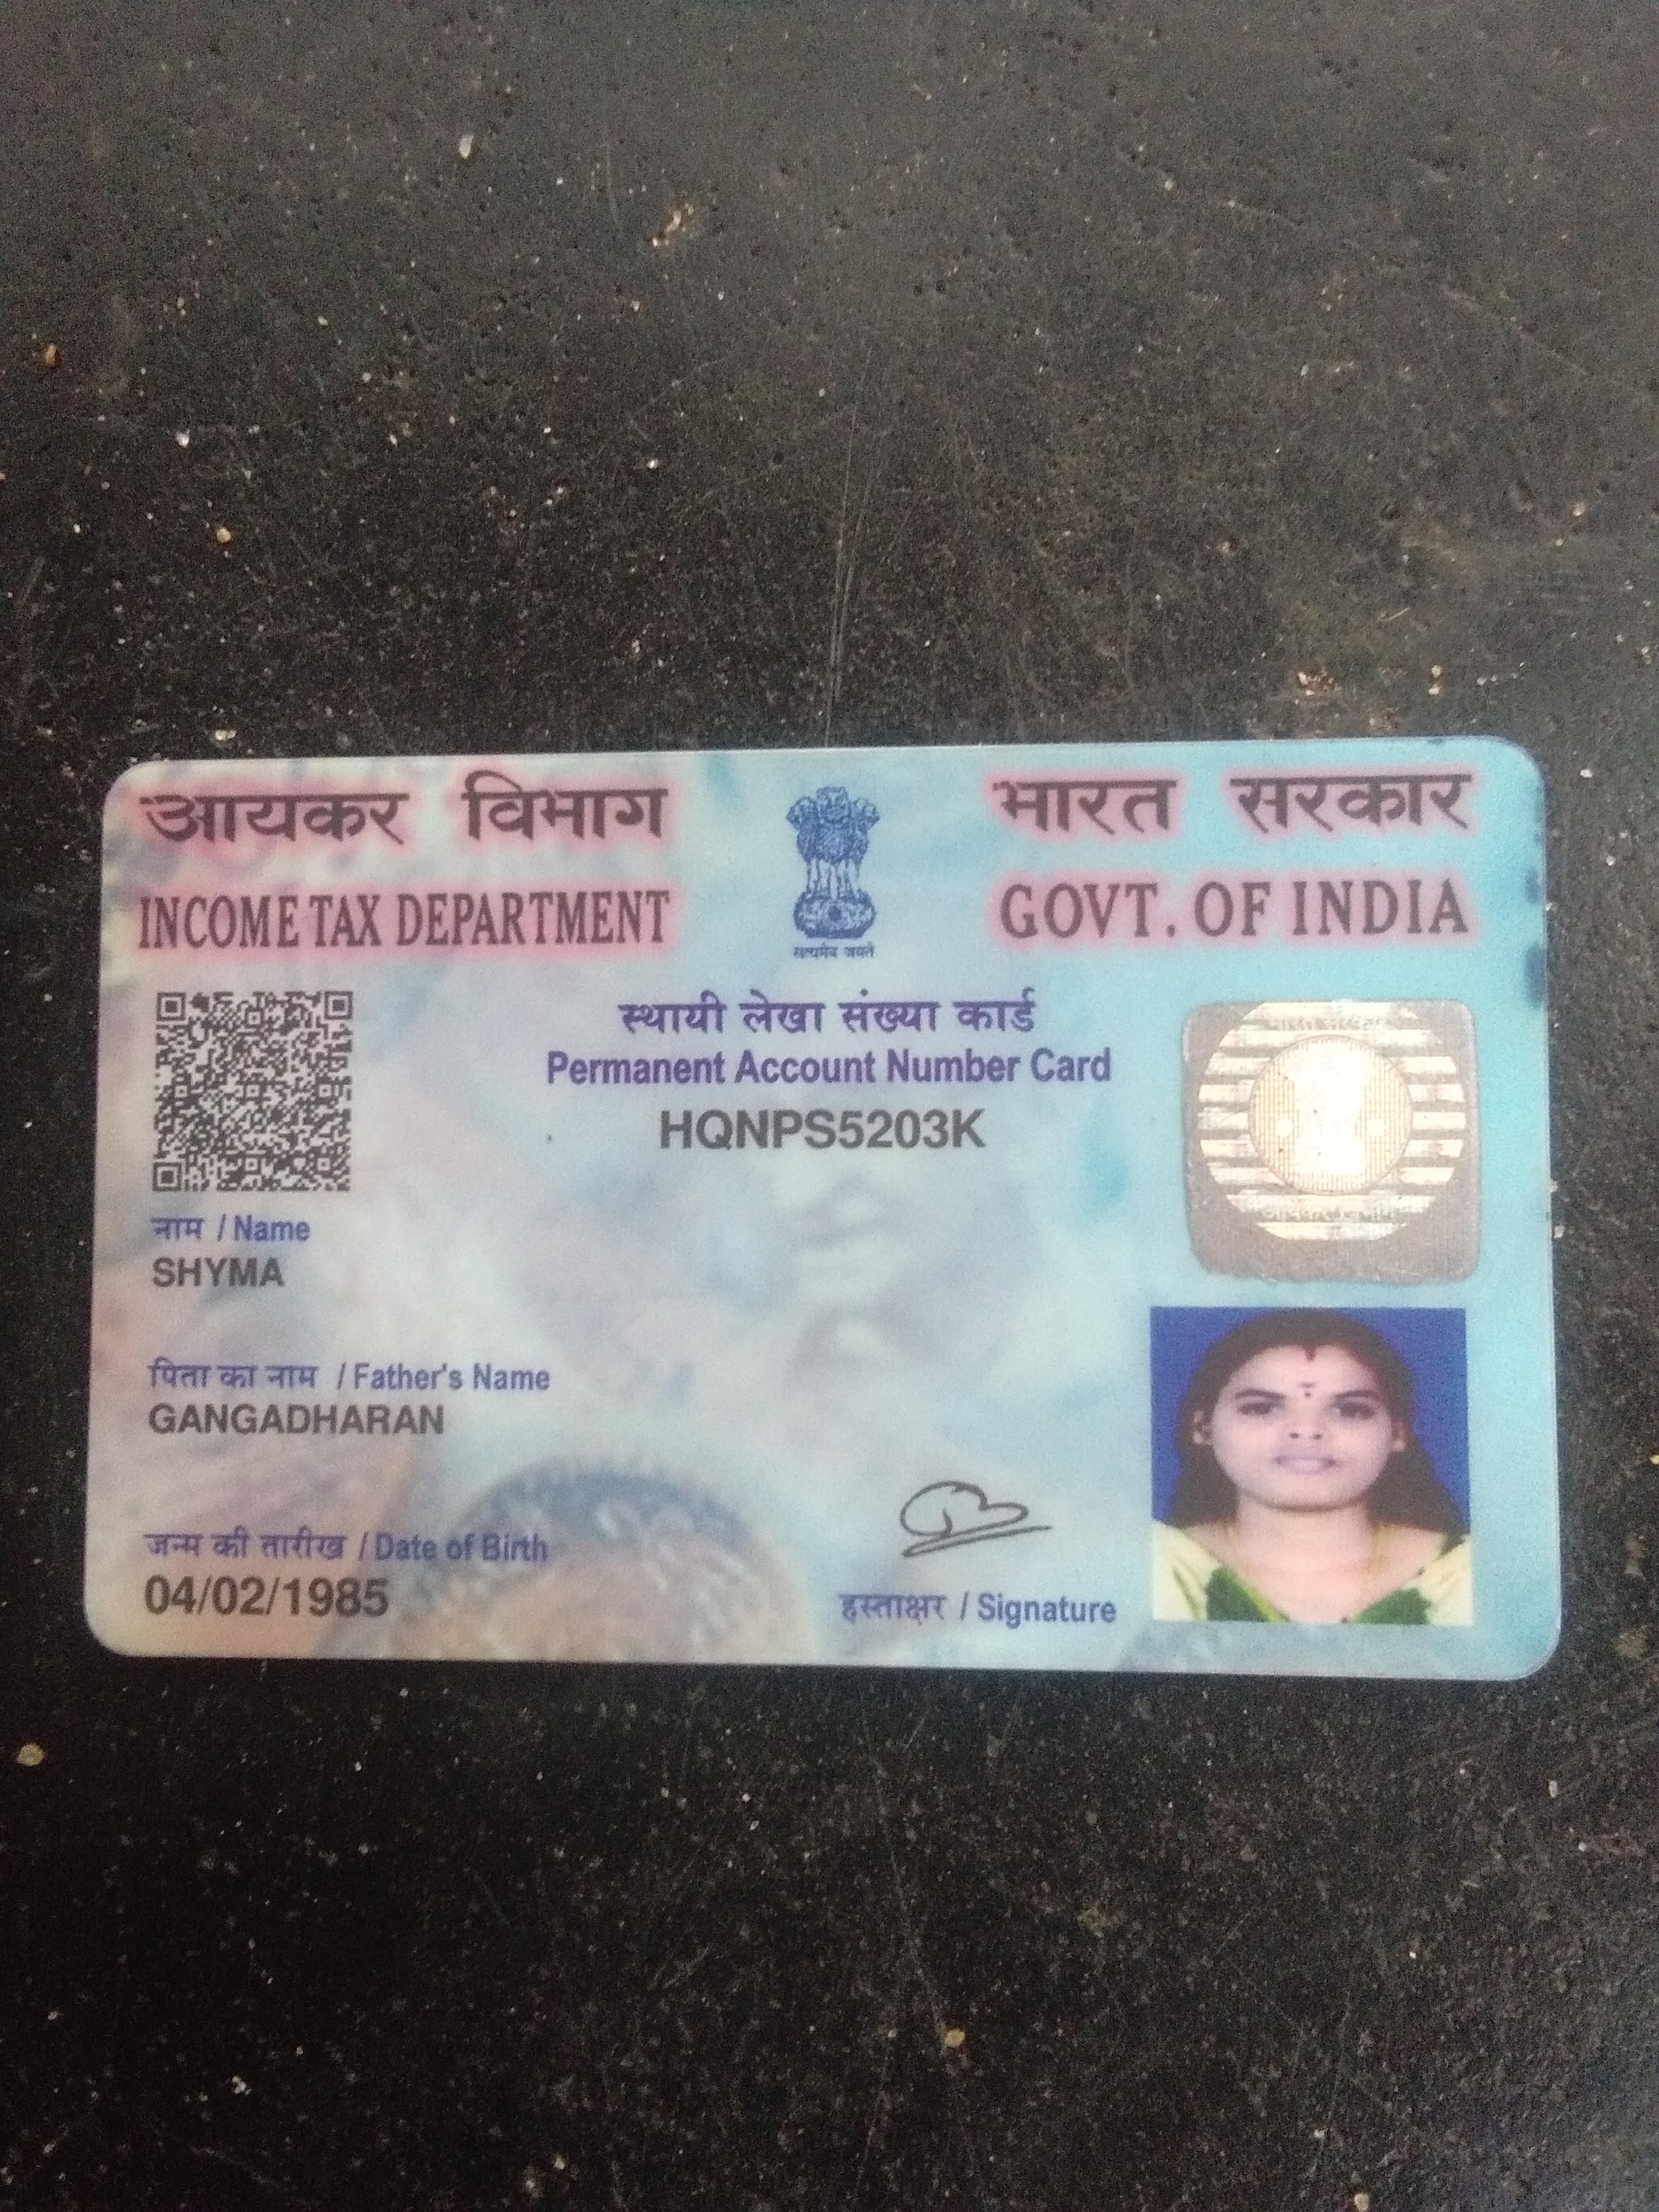 आयकर विभाग
INCOME TAX DEPARTMENT
सत्यमेव जयते
भारत सरकार
GOVT. OF INDIA
स्थायी लेखा संख्या कार्ड
Permanent Account Number Card
HQNPS5203K
नाम / Name
SHYMA
पिता का नाम / Father's Name
GANGADHARAN
जन्म की तारीख / Date of Birth
04/02/1985
हस्ताक्षर / Signature